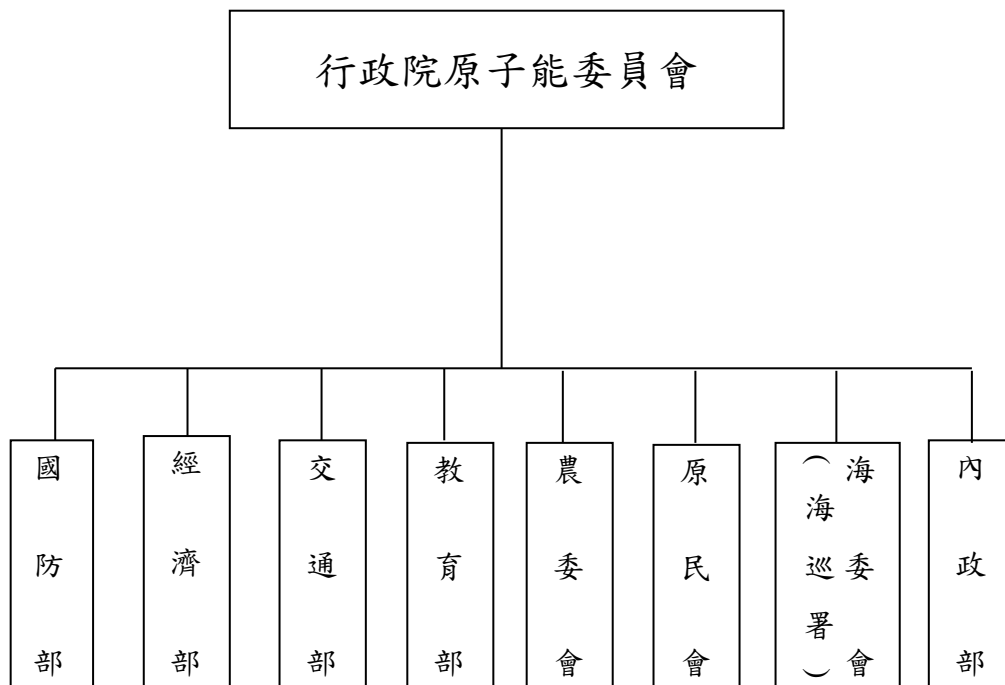 行政院原子能委員會
國防部
經濟部
交通部
教育部
農委會
原民會
海委會
（海巡署）
內政部